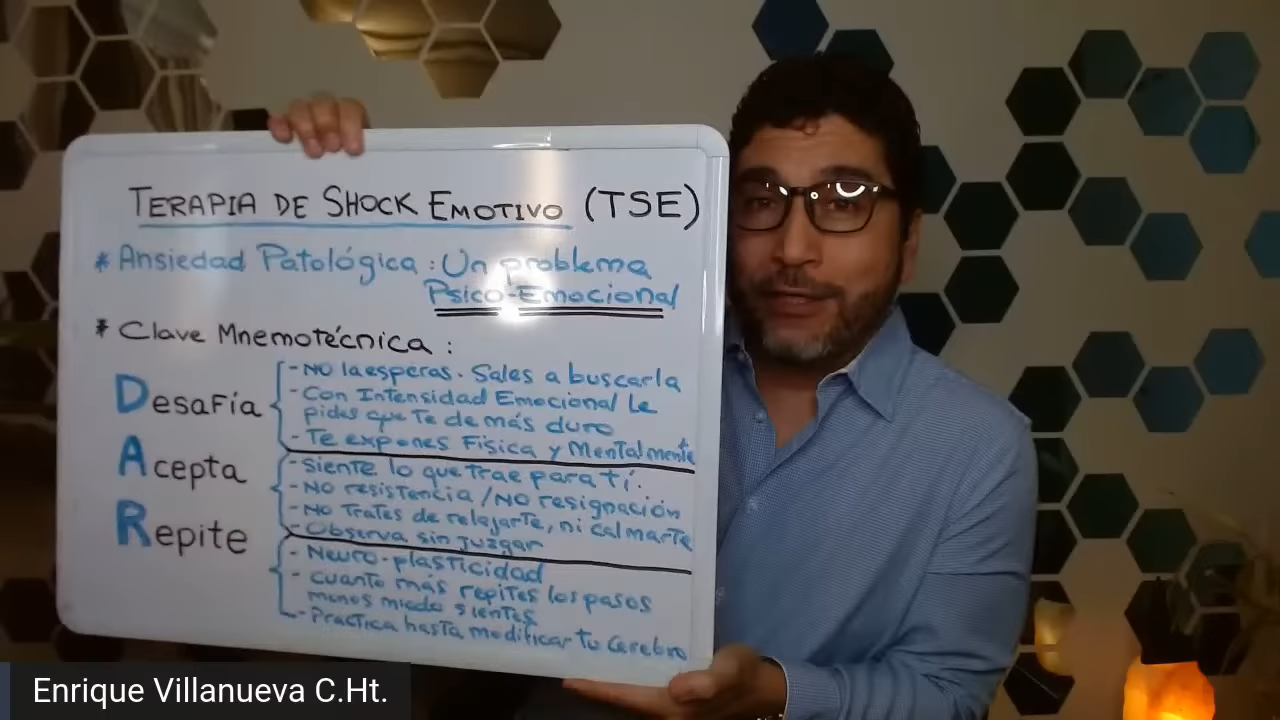 TERAPIA DE SHOCK EMOTIVO (TSE)
* Ansiedad Patológica: Un problema
Psico-Emocional
* Clave Mnemotécnica:
Desafía
- NO la esperas. Sales a buscarla
- Con Intensidad Emocional Le
pides que Te de más duro
- Te expones Física y Mentalmente
Acepta
- Siente lo que Trae para tí.
- NO resistencia / NO resignación
- NO Trates de relajarte, ni calmarte
- Observa sin juzgar
Repite
- Neuro-plasticidad
- cuanto más repites los pasos
menos miedo sientes
- Practica hasta modificar tu cerebro
Enrique Villanueva C.Ht.